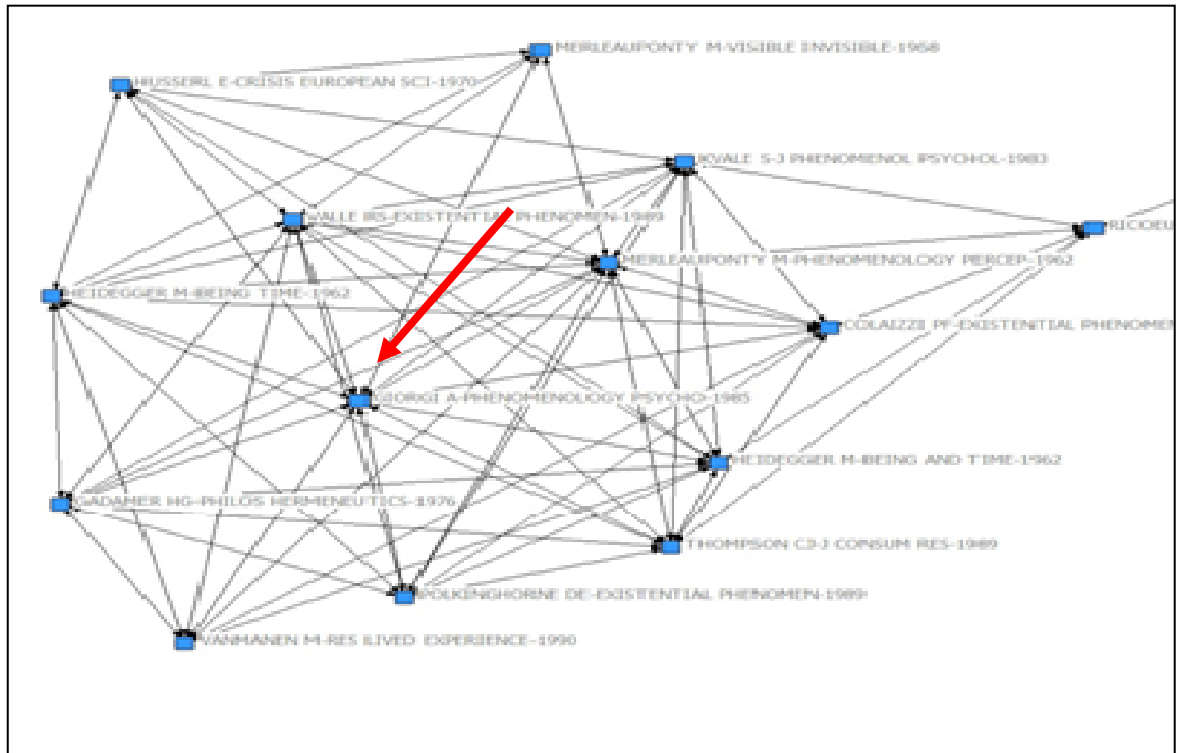 MERLEAUPONTY M-VISIBLE INVISIBLE-1968
HUSSERL E-CRISIS EUROPEAN SCI-1970
KVALE S-J PHENOMENOL PSYCHOL-1983
VALLE RS-EXISTENTIAL PHENOMEN-1989
RICOEU
MERLEAUPONTY M-PHENOMENOLOGY PERCEP-1962
HEIDEGGER M-BEING TIME-1962
COLAIZZI PF-EXISTENTIAL PHENOMEN
GIORGI A-PHENOMENOLOGY PSYCHO-1985
HEIDEGGER M-BEING AND TIME-1962
GADAMER HG-PHILOS HERMENEUTICS-1976
THOMPSON CJ-J CONSUM RES-1989
POLKINGHORNE DE-EXISTENTIAL PHENOMEN-1989
VANMANEN M-RES LIVED EXPERIENCE-1990